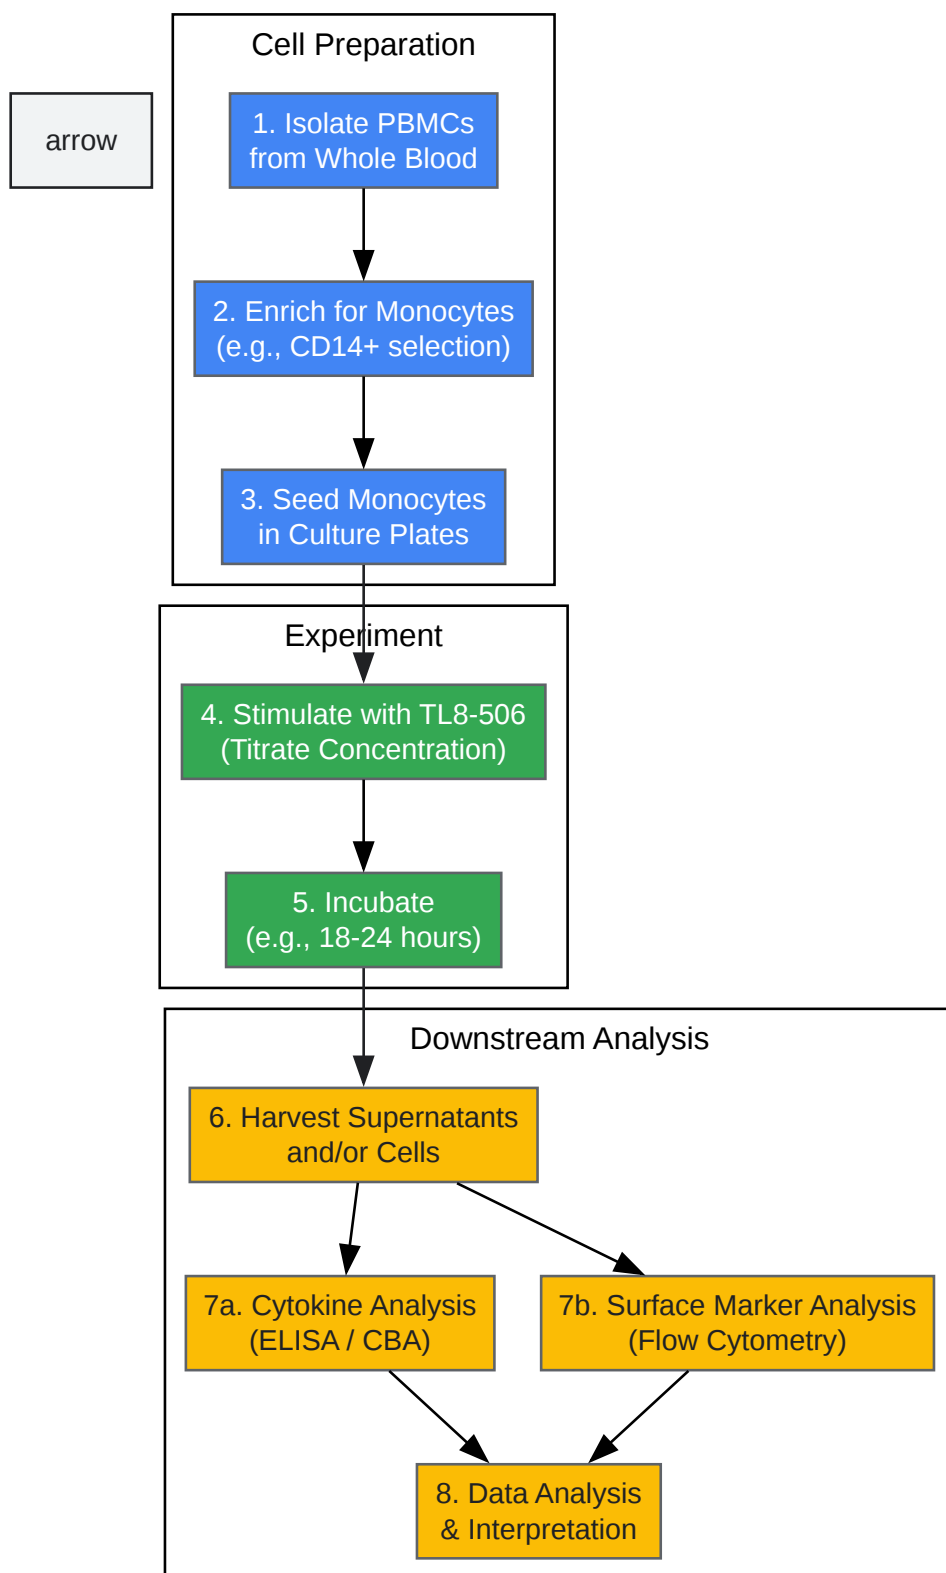 Cell Preparation
arrow
1. Isolate PBMCs
from Whole Blood
2. Enrich for Monocytes
(e.g., CD14+ selection)
3. Seed Monocytes
in Culture Plates
Experiment
4. Stimulate with TL8-506
(Titrate Concentration)
5. Incubate
(e.g., 18-24 hours)
Downstream Analysis
6. Harvest Supernatants
and/or Cells
7a. Cytokine Analysis
(ELISA / CBA)
7b. Surface Marker Analysis
(Flow Cytometry)
8. Data Analysis
& Interpretation